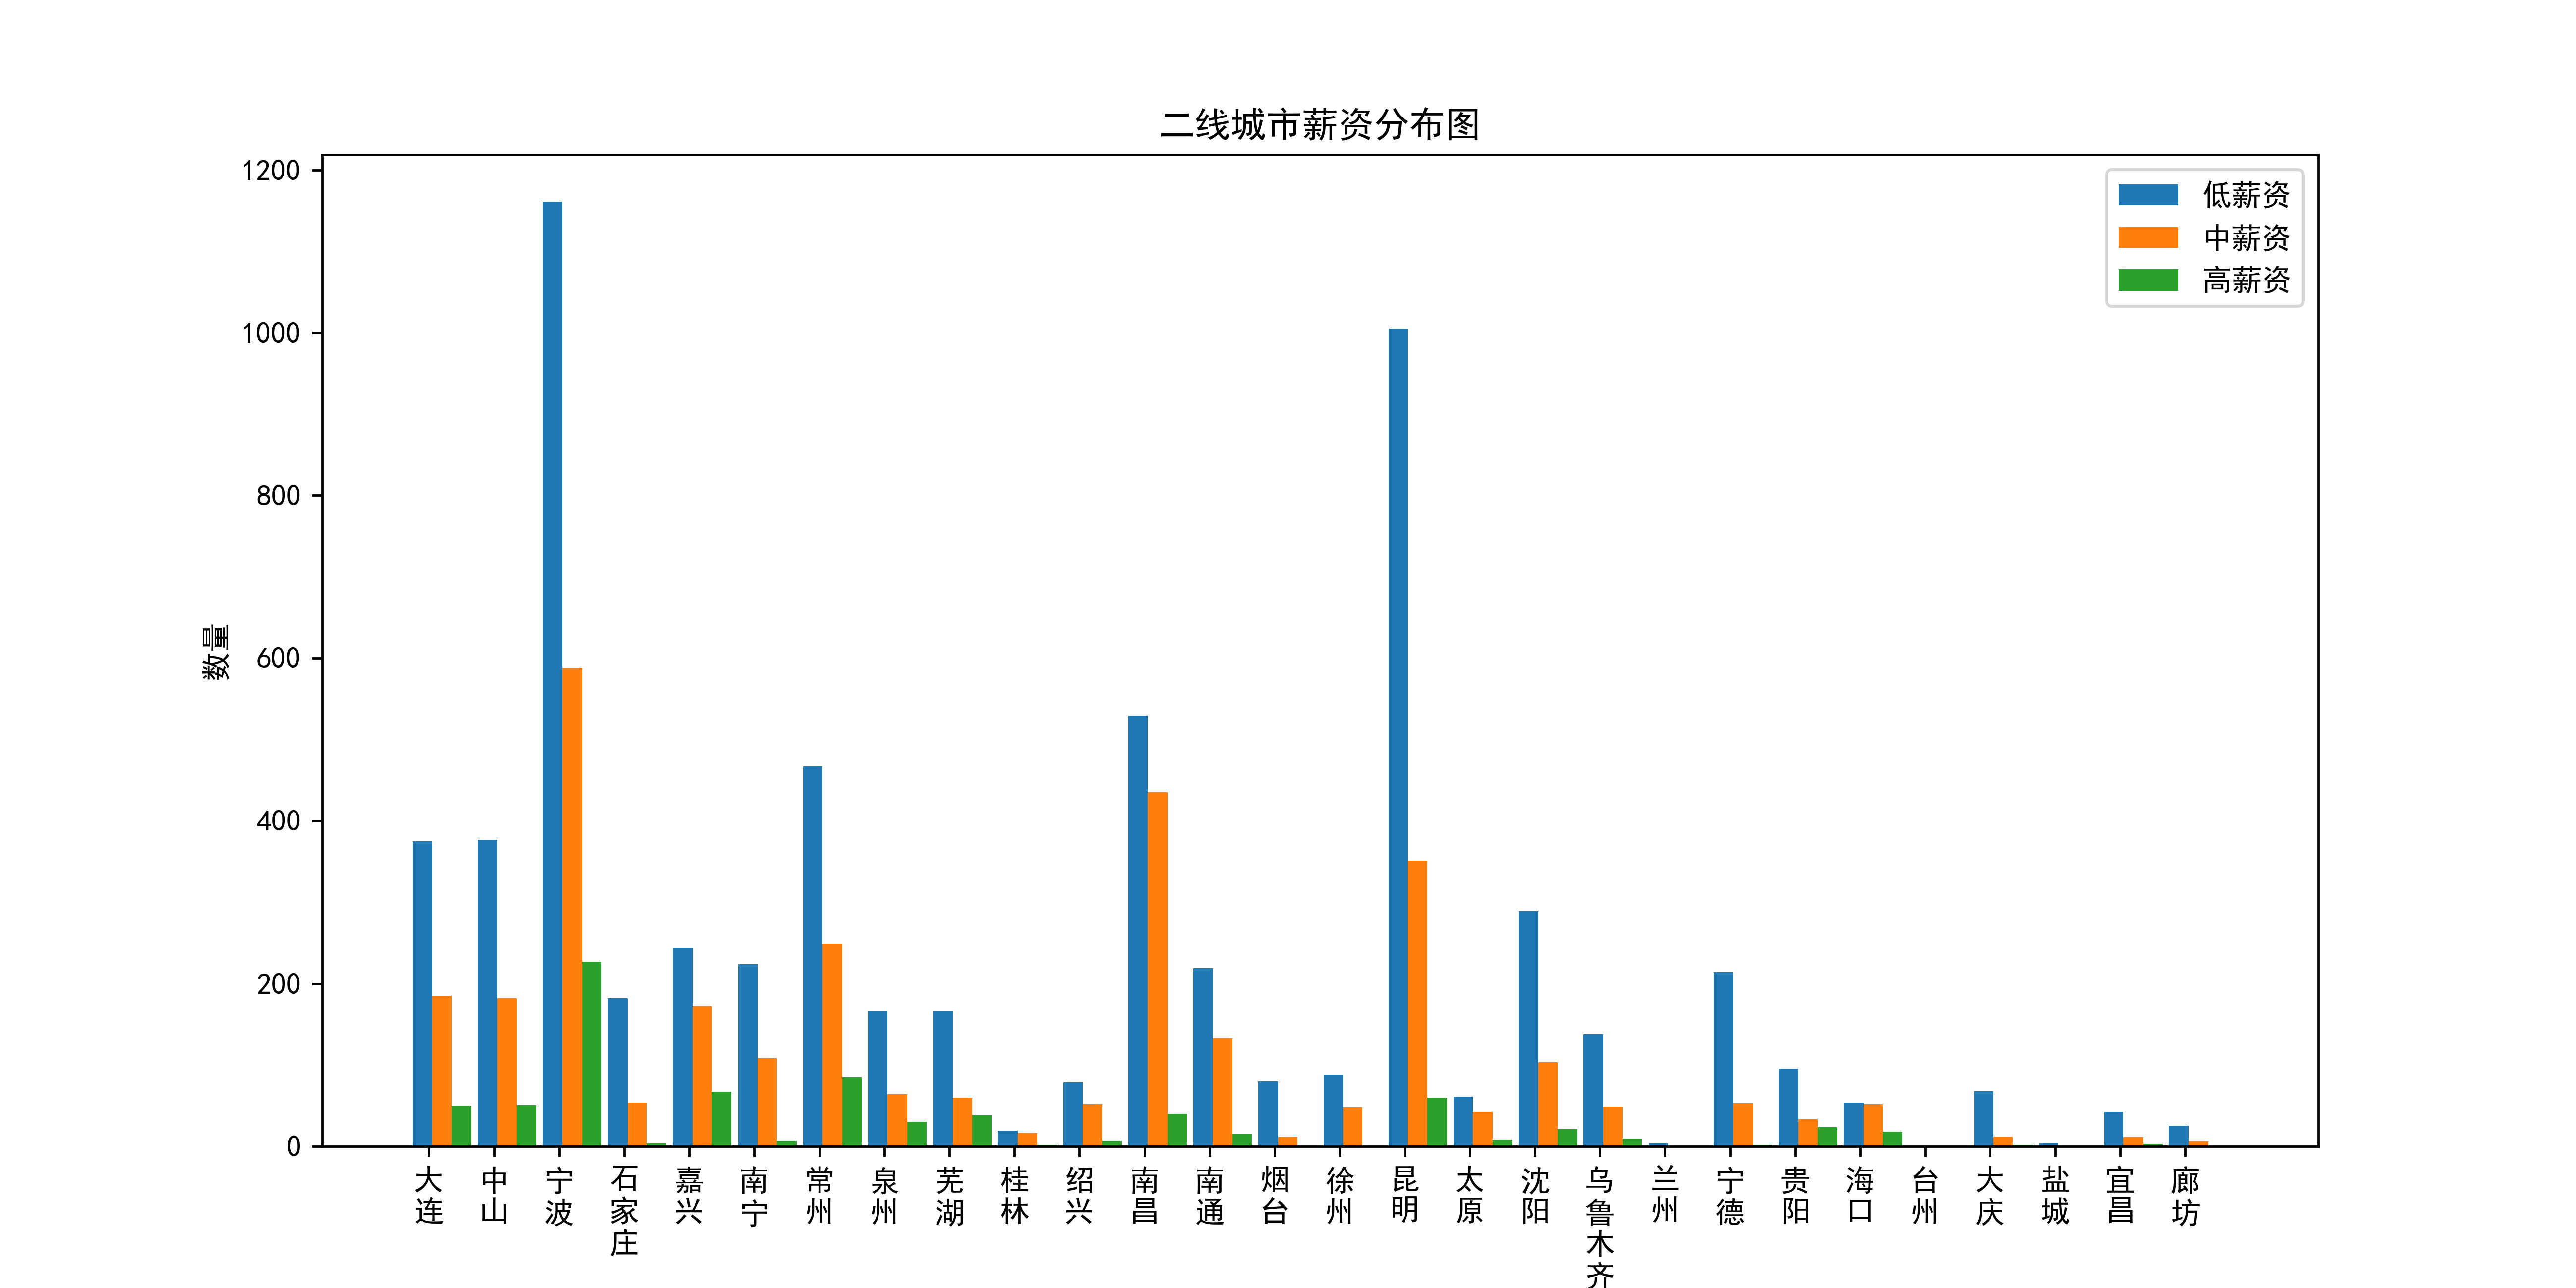 二线城市薪资分布图
低薪资
中薪资
高薪资
数量
1200
1000
800
600
400
200
0
大连
中山
宁波
石家庄
嘉兴
南宁
常州
泉州
芜湖
桂林
绍兴
南昌
南通
烟台
徐州
昆明
太原
沈阳
乌鲁木齐
兰州
宁德
贵阳
海口
台州
大庆
盐城
宜昌
廊坊